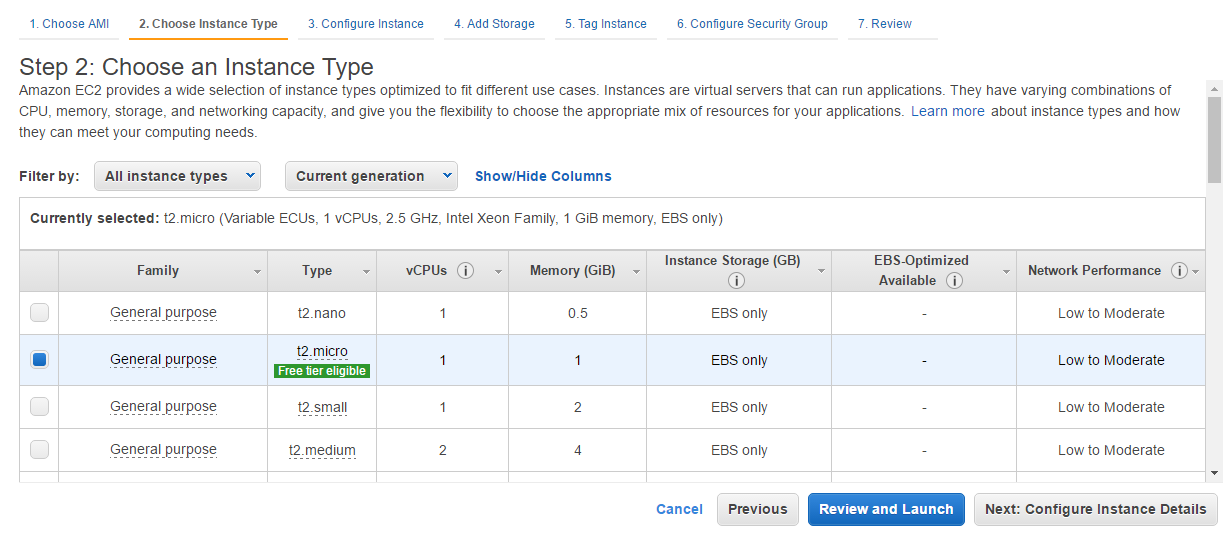 1. Choose AMI 2. Choose Instance Type 3. Configure Instance 4. Add Storage 5. Tag Instance 6. Configure Security Group 7. Review
Step 2: Choose an Instance Type
Amazon EC2 provides a wide selection of instance types optimized to fit different use cases. Instances are virtual servers that can run applications. They have varying combinations of
CPU, memory, storage, and networking capacity, and give you the flexibility to choose the appropriate mix of resources for your applications. Learn more about instance types and how
they can meet your computing needs.
Filter by: All instance types Current generation Show/Hide Columns
Currently selected: t2.micro (Variable ECUs, 1 vCPUs, 2.5 GHz, Intel Xeon Family, 1 GiB memory, EBS only)
Family Type vCPUs i Memory (GiB) Instance Storage (GB) i EBS-Optimized Available i Network Performance i
General purpose t2.nano 1 0.5 EBS only - Low to Moderate
General purpose t2.micro Free tier eligible 1 1 EBS only - Low to Moderate
General purpose t2.small 1 2 EBS only - Low to Moderate
General purpose t2.medium 2 4 EBS only - Low to Moderate
Cancel Previous Review and Launch Next: Configure Instance Details